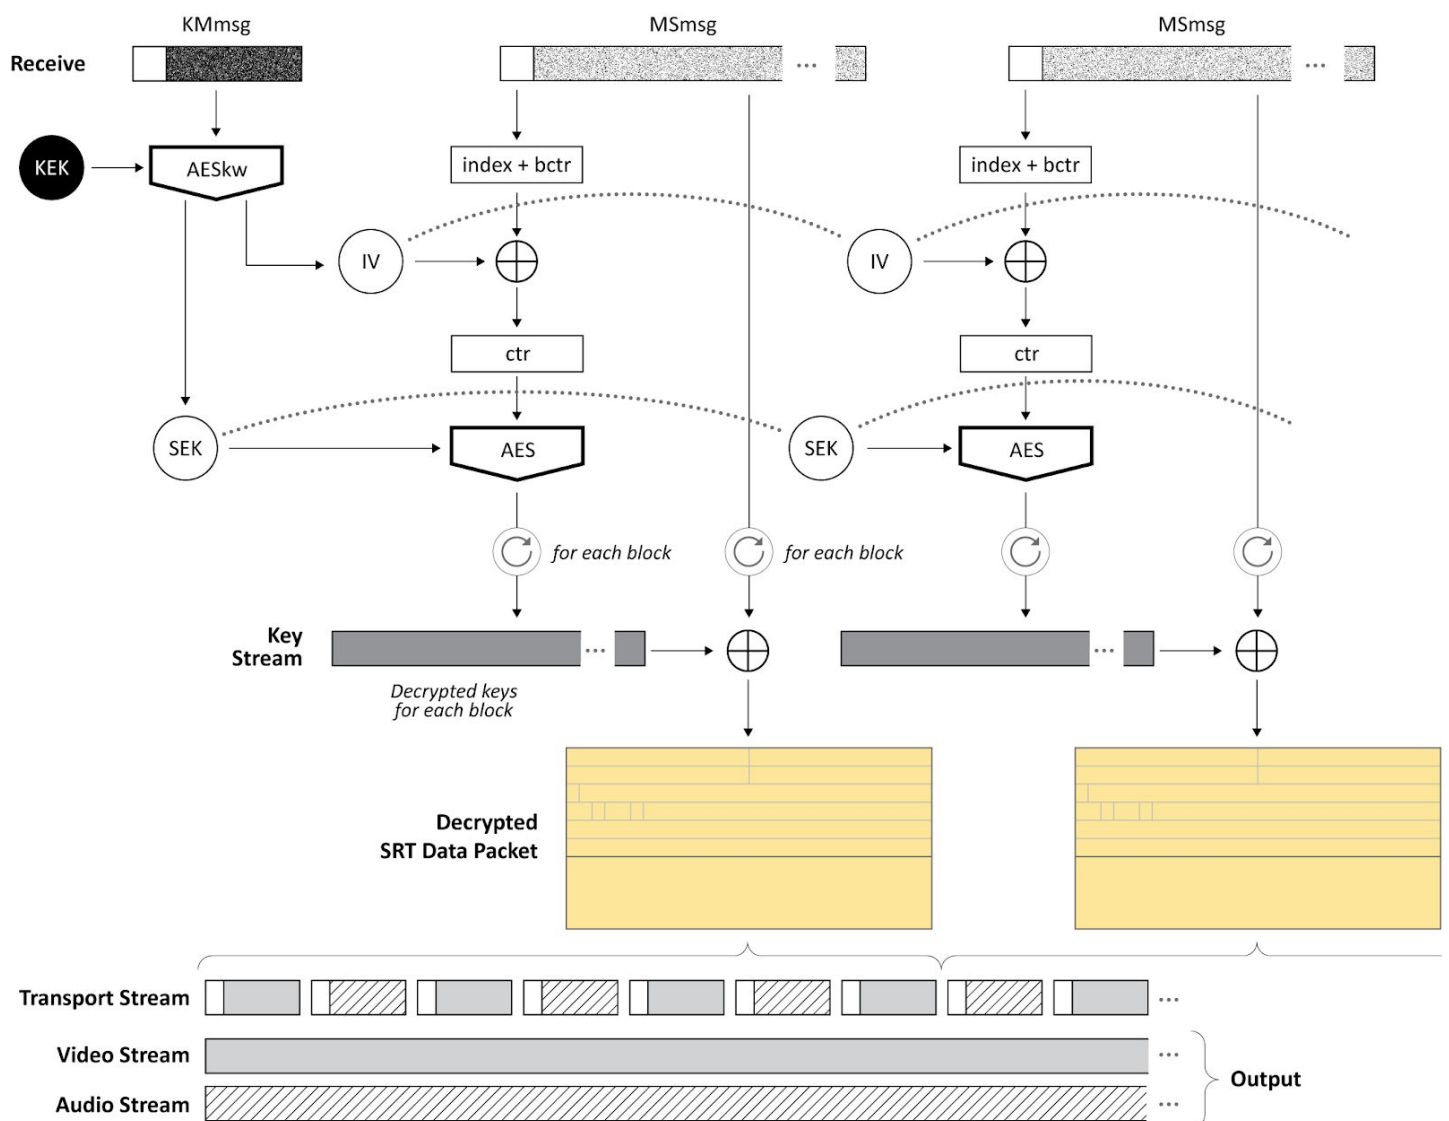 KMmsg
MSmsg
MSmsg
Receive
...
...
KEK
AESkw
index + bctr
index + bctr
IV
IV
ctr
ctr
SEK
AES
SEK
AES
for each block
for each block
Key
Stream
...
...
Decrypted keys
for each block
Decrypted
SRT Data Packet
Transport Stream
...
Video Stream
...
Output
Audio Stream
...